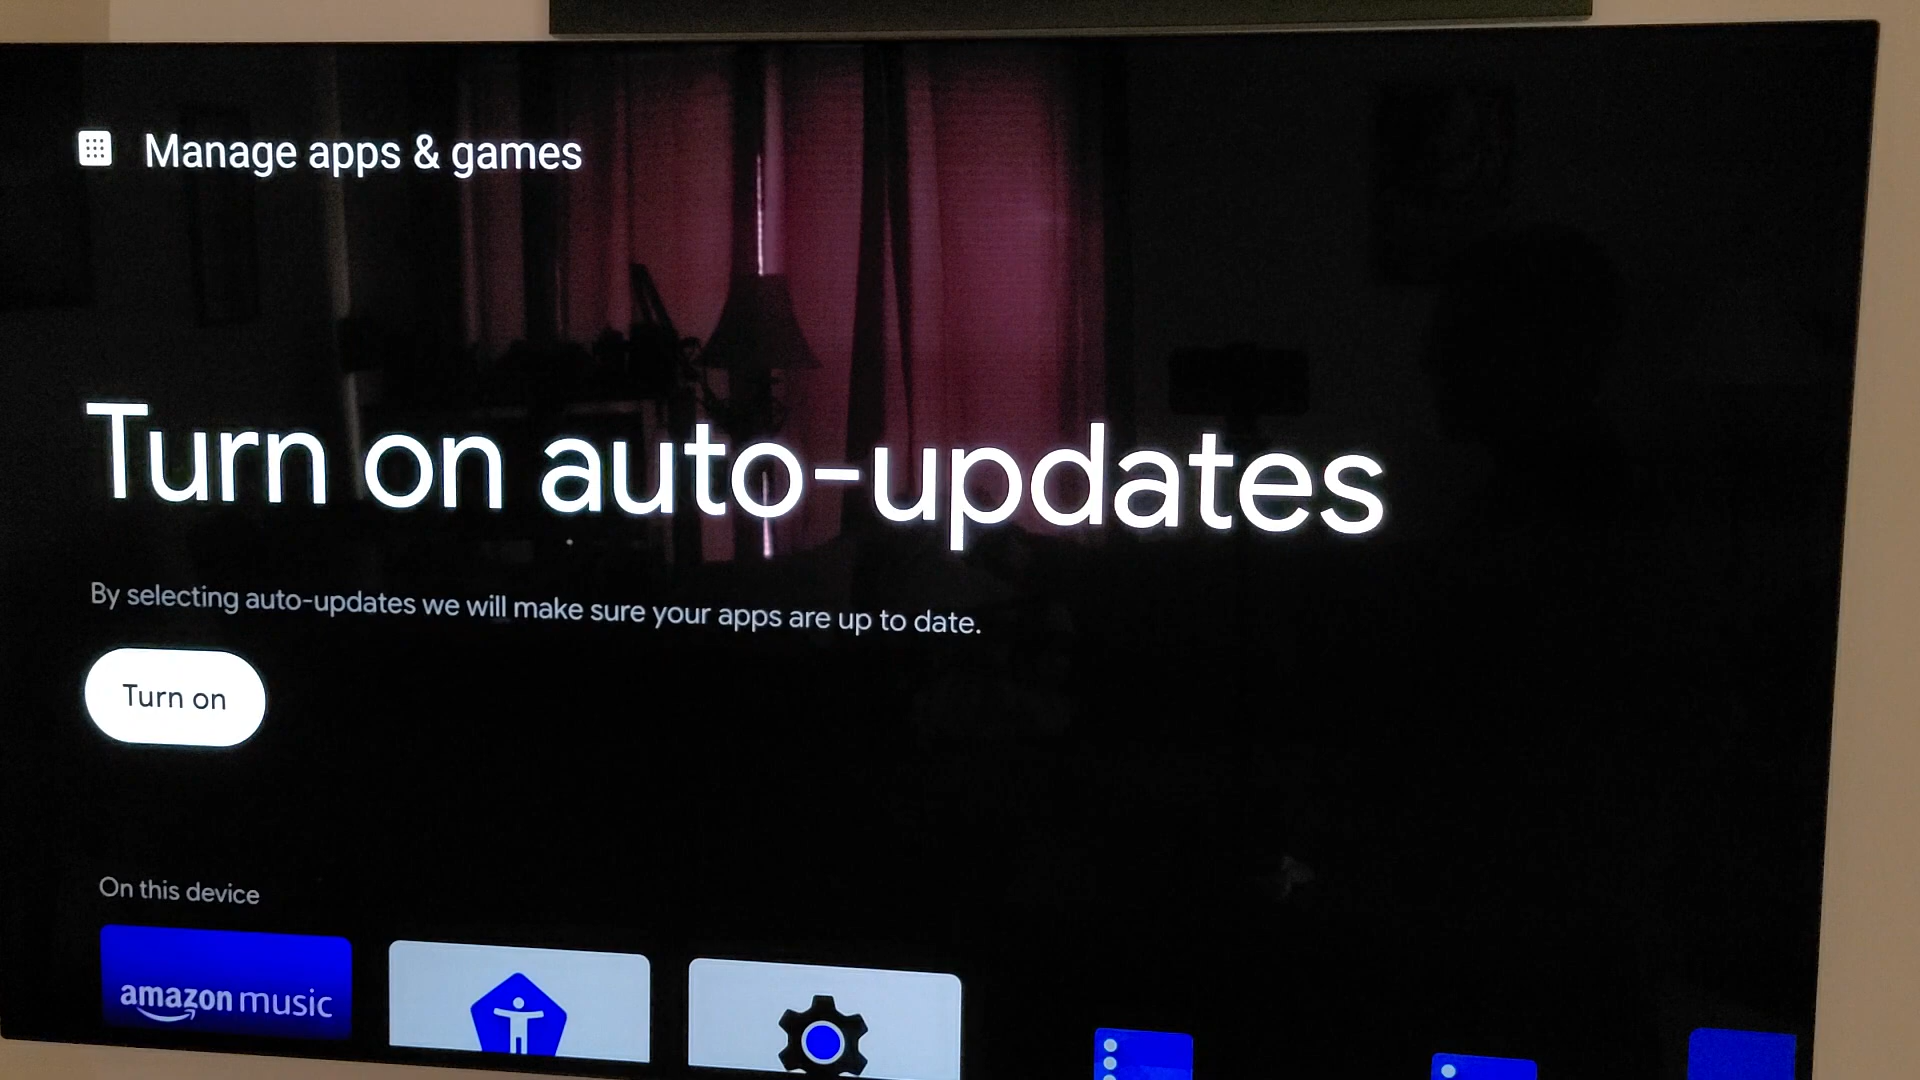 Manage apps & games
Turn on auto-updates
By selecting auto-updates we will make sure your apps are up to date.
Turn on
On this device
amazon music